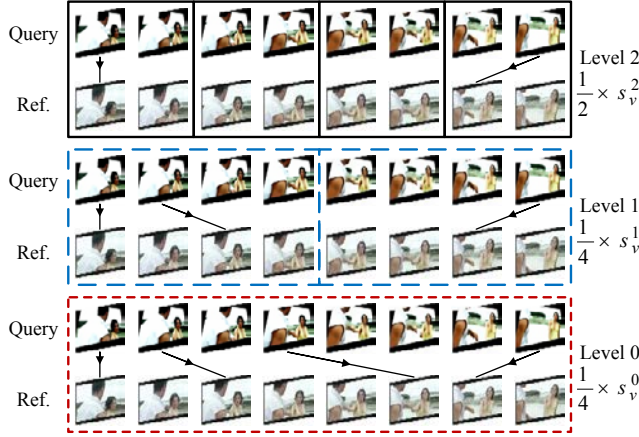 Query
Ref.
Level 2
1/2 × s_v^2
Query
Ref.
Level 1
1/4 × s_v^1
Query
Ref.
Level 0
1/4 × s_v^0